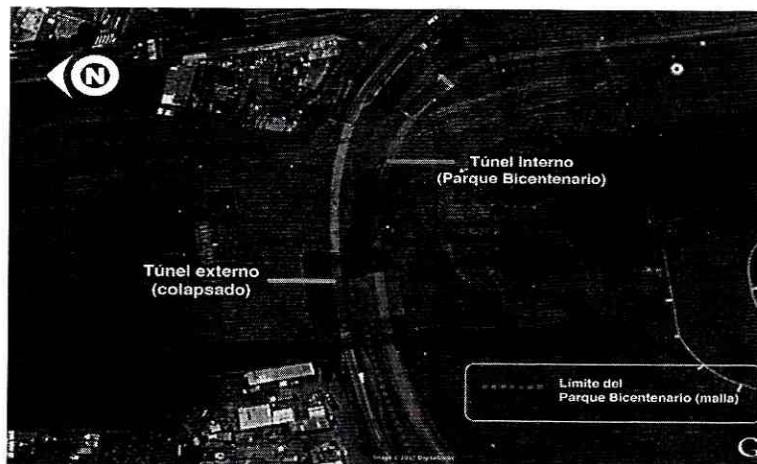 N
Túnel Interno
(Parque Bicentenario)
Túnel externo
(colapsado)
Límite del
Parque Bicentenario (malla)
G